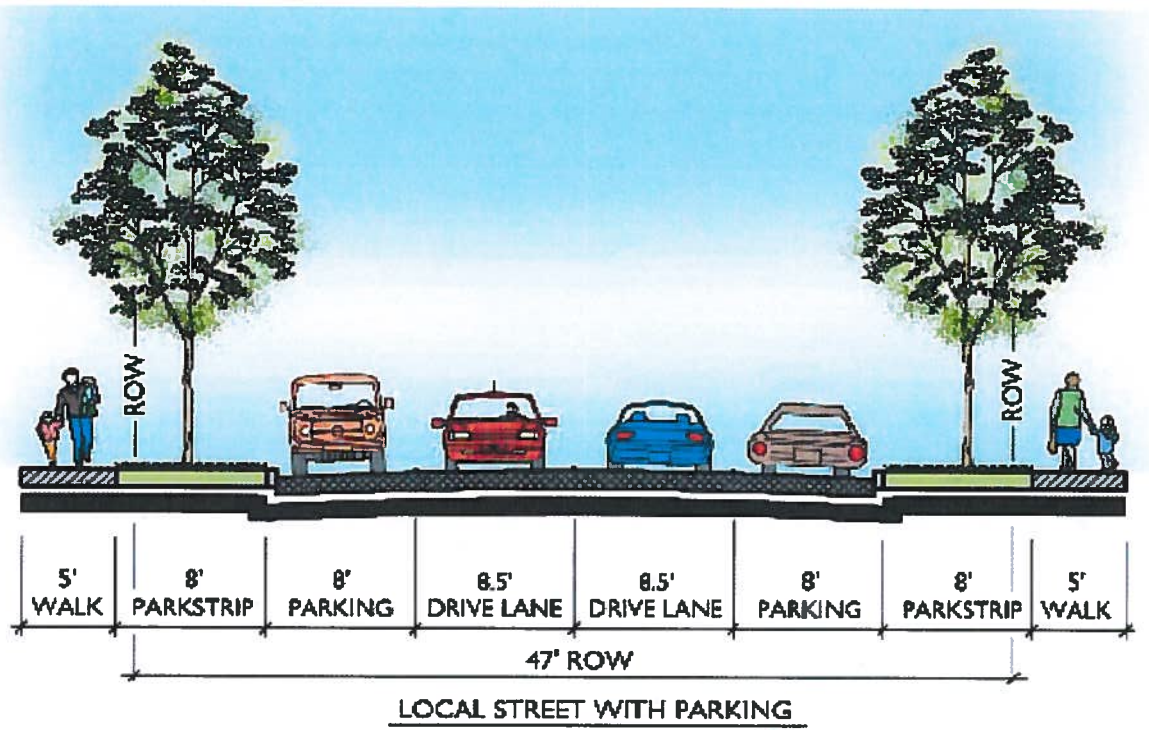 ROW
ROW
5' 8' 8' 8.5' 8.5' 8' 8' 5'
WALK PARKSTRIP PARKING DRIVE LANE DRIVE LANE PARKING PARKSTRIP WALK
47' ROW
LOCAL STREET WITH PARKING